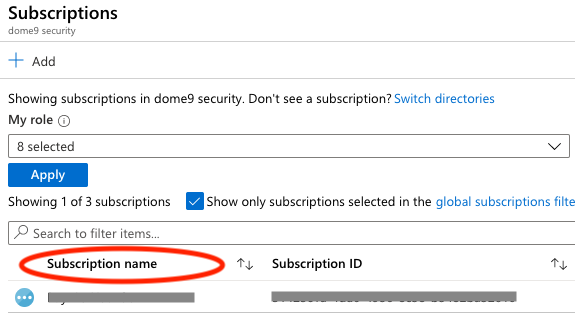 Subscriptions
dome9 security
Add
Showing subscriptions in dome9 security. Don't see a subscription? Switch directories
My role
8 selected
Apply
Showing 1 of 3 subscriptions Show only subscriptions selected in the global subscriptions filte
Search to filter items...
Subscription name Subscription ID